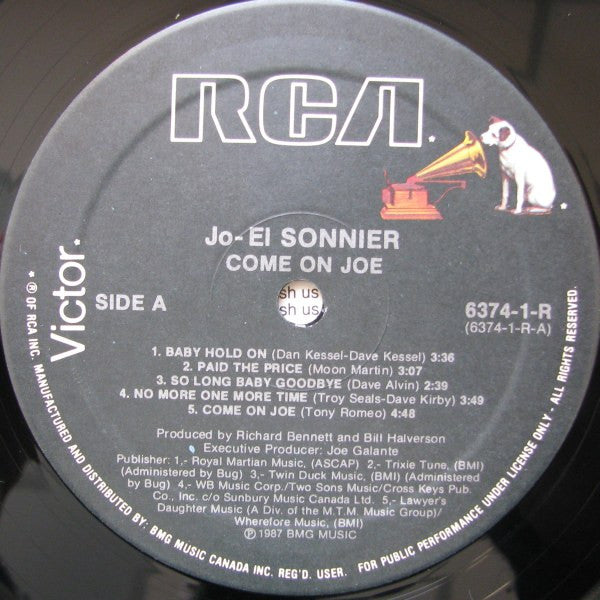 RCA
Jo-El SONNIER
COME ON JOE
Victor.
SIDE A
sh us
sh us
6374-1-R
(6374-1-R-A)
1. BABY HOLD ON (Dan Kessel-Dave Kessel) 3:36
2. PAID THE PRICE (Moon Martin) 3:07
3. SO LONG BABY GOODBYE (Dave Alvin) 2:39
4. NO MORE ONE MORE TIME (Troy Seals-Dave Kirby) 3:49
5. COME ON JOE (Tony Romeo) 4:48
Produced by Richard Bennett and Bill Halverson
Executive Producer: Joe Galante
Publisher: 1,- Royal Martian Music, (ASCAP) 2,- Trixie Tune, (BMI)
(Administered by Bug) 3,- Twin Duck Music, (BMI) (Administered
by Bug) 4,- WB Music Corp./Two Sons Music/Cross Keys Pub.
Co., Inc. c/o Sunbury Music Canada Ltd. 5,- Lawyer's
Daughter Music (A Div. of the M.T.M. Music Group)/
Wherefore Music, (BMI)
℗ 1987 BMG MUSIC
* ® OF RCA INC. MANUFACTURED AND DISTRIBUTED BY: BMG MUSIC CANADA INC. REG'D. USER. FOR PUBLIC PERFORMANCE UNDER LICENSE ONLY - ALL RIGHTS RESERVED.